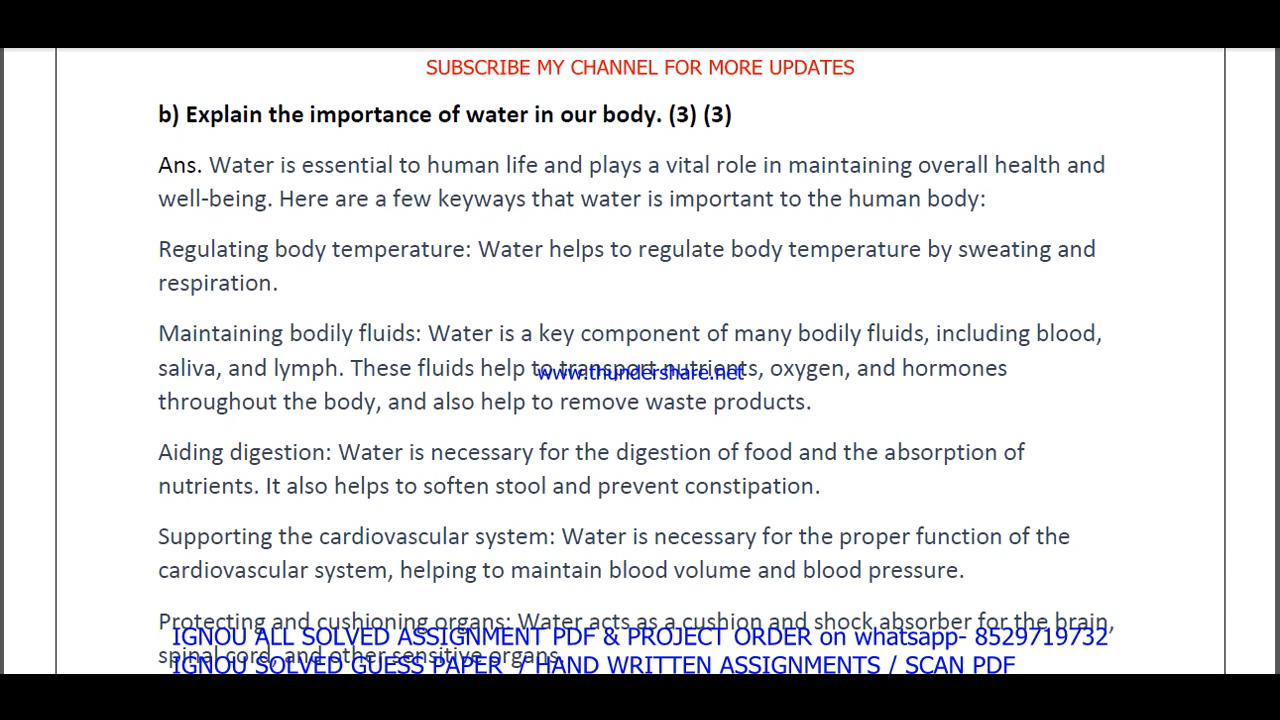 SUBSCRIBE MY CHANNEL FOR MORE UPDATES
b) Explain the importance of water in our body. (3) (3)
Ans. Water is essential to human life and plays a vital role in maintaining overall health and
well-being. Here are a few keyways that water is important to the human body:
Regulating body temperature: Water helps to regulate body temperature by sweating and
respiration.
Maintaining bodily fluids: Water is a key component of many bodily fluids, including blood,
saliva, and lymph. These fluids help to transport nutrients, oxygen, and hormones
www.thundershare.net
throughout the body, and also help to remove waste products.
Aiding digestion: Water is necessary for the digestion of food and the absorption of
nutrients. It also helps to soften stool and prevent constipation.
Supporting the cardiovascular system: Water is necessary for the proper function of the
cardiovascular system, helping to maintain blood volume and blood pressure.
Protecting and cushioning organs: Water acts as a cushion and shock absorber for the brain,
IGNOU ALL SOLVED ASSIGNMENT PDF & PROJECT ORDER on whatsapp- 8529719732
spinal cord, and other sensitive organs.
IGNOU SOLVED GUESS PAPER / HAND WRITTEN ASSIGNMENTS / SCAN PDF